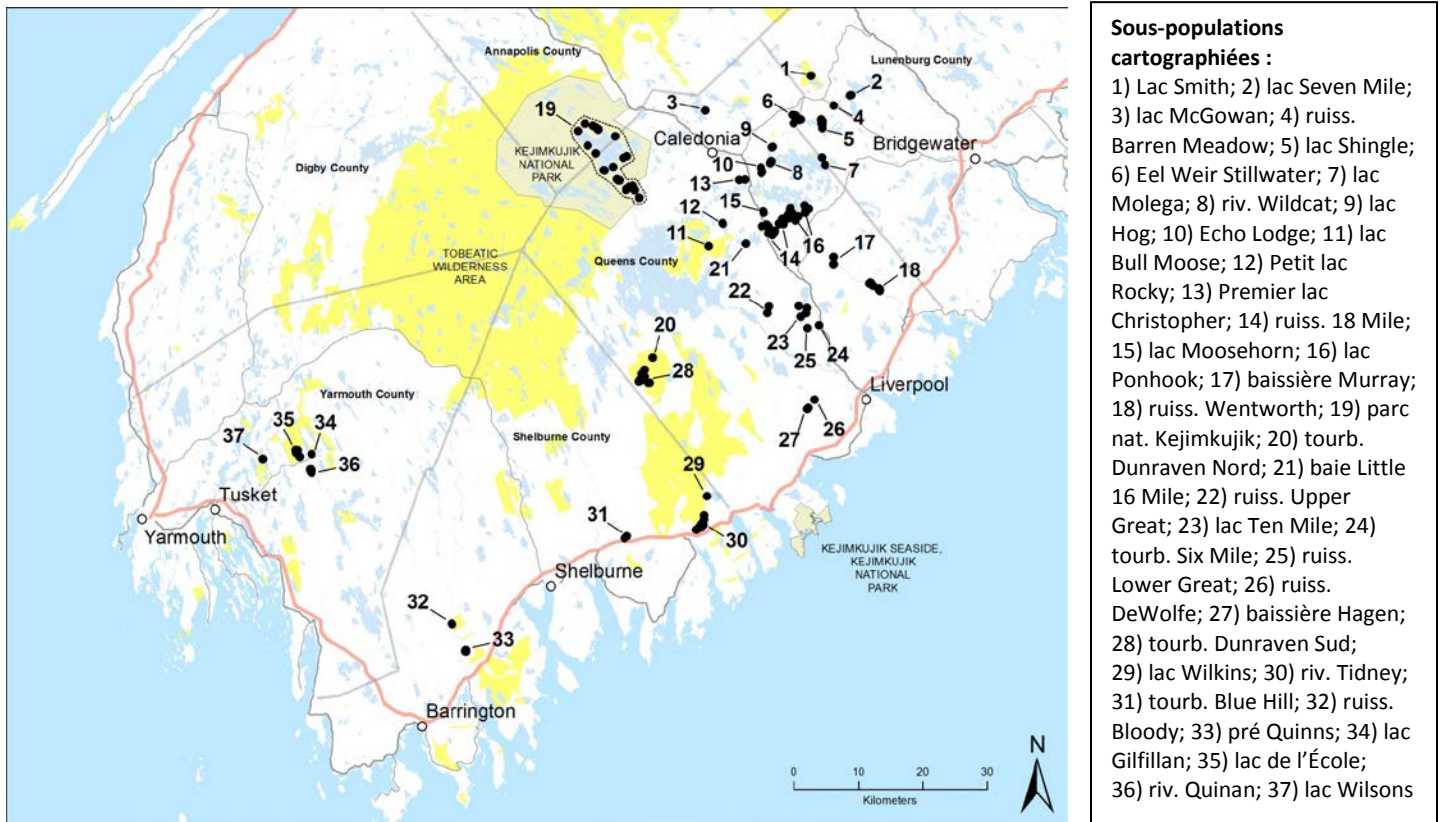 Annapolis County
Lunenburg County
1
2
3
4
5
6
19
Caledonia
9
Bridgewater
KEJIMKUJIK
NATIONAL
PARK
Digby County
10
8
7
13
15
12
11
14
16
17
21
Queens County
TOBEATIC
WILDERNESS
AREA
18
22
23
25
24
20
28
Liverpool
Yarmouth County
27
26
Shelburne County
35
34
37
36
29
Tusket
Yarmouth
31
30
KEJIMKUJIK SEASIDE,
KEJIMKUJIK
NATIONAL
PARK
Shelburne
32
33
Barrington
N
0 10 20 30
Kilometers
Sous-populations
cartographiées :
1) Lac Smith; 2) lac Seven Mile;
3) lac McGowan; 4) ruiss.
Barren Meadow; 5) lac Shingle;
6) Eel Weir Stillwater; 7) lac
Molega; 8) riv. Wildcat; 9) lac
Hog; 10) Echo Lodge; 11) lac
Bull Moose; 12) Petit lac
Rocky; 13) Premier lac
Christopher; 14) ruiss. 18 Mile;
15) lac Moosehorn; 16) lac
Ponhook; 17) baissière Murray;
18) ruiss. Wentworth; 19) parc
nat. Kejimkujik; 20) tourb.
Dunraven Nord; 21) baie Little
16 Mile; 22) ruiss. Upper
Great; 23) lac Ten Mile; 24)
tourb. Six Mile; 25) ruiss.
Lower Great; 26) ruiss.
DeWolfe; 27) baissière Hagen;
28) tourb. Dunraven Sud;
29) lac Wilkins; 30) riv. Tidney;
31) tourb. Blue Hill; 32) ruiss.
Bloody; 33) pré Quinns; 34) lac
Gilfillan; 35) lac de l'École;
36) riv. Quinan; 37) lac Wilsons